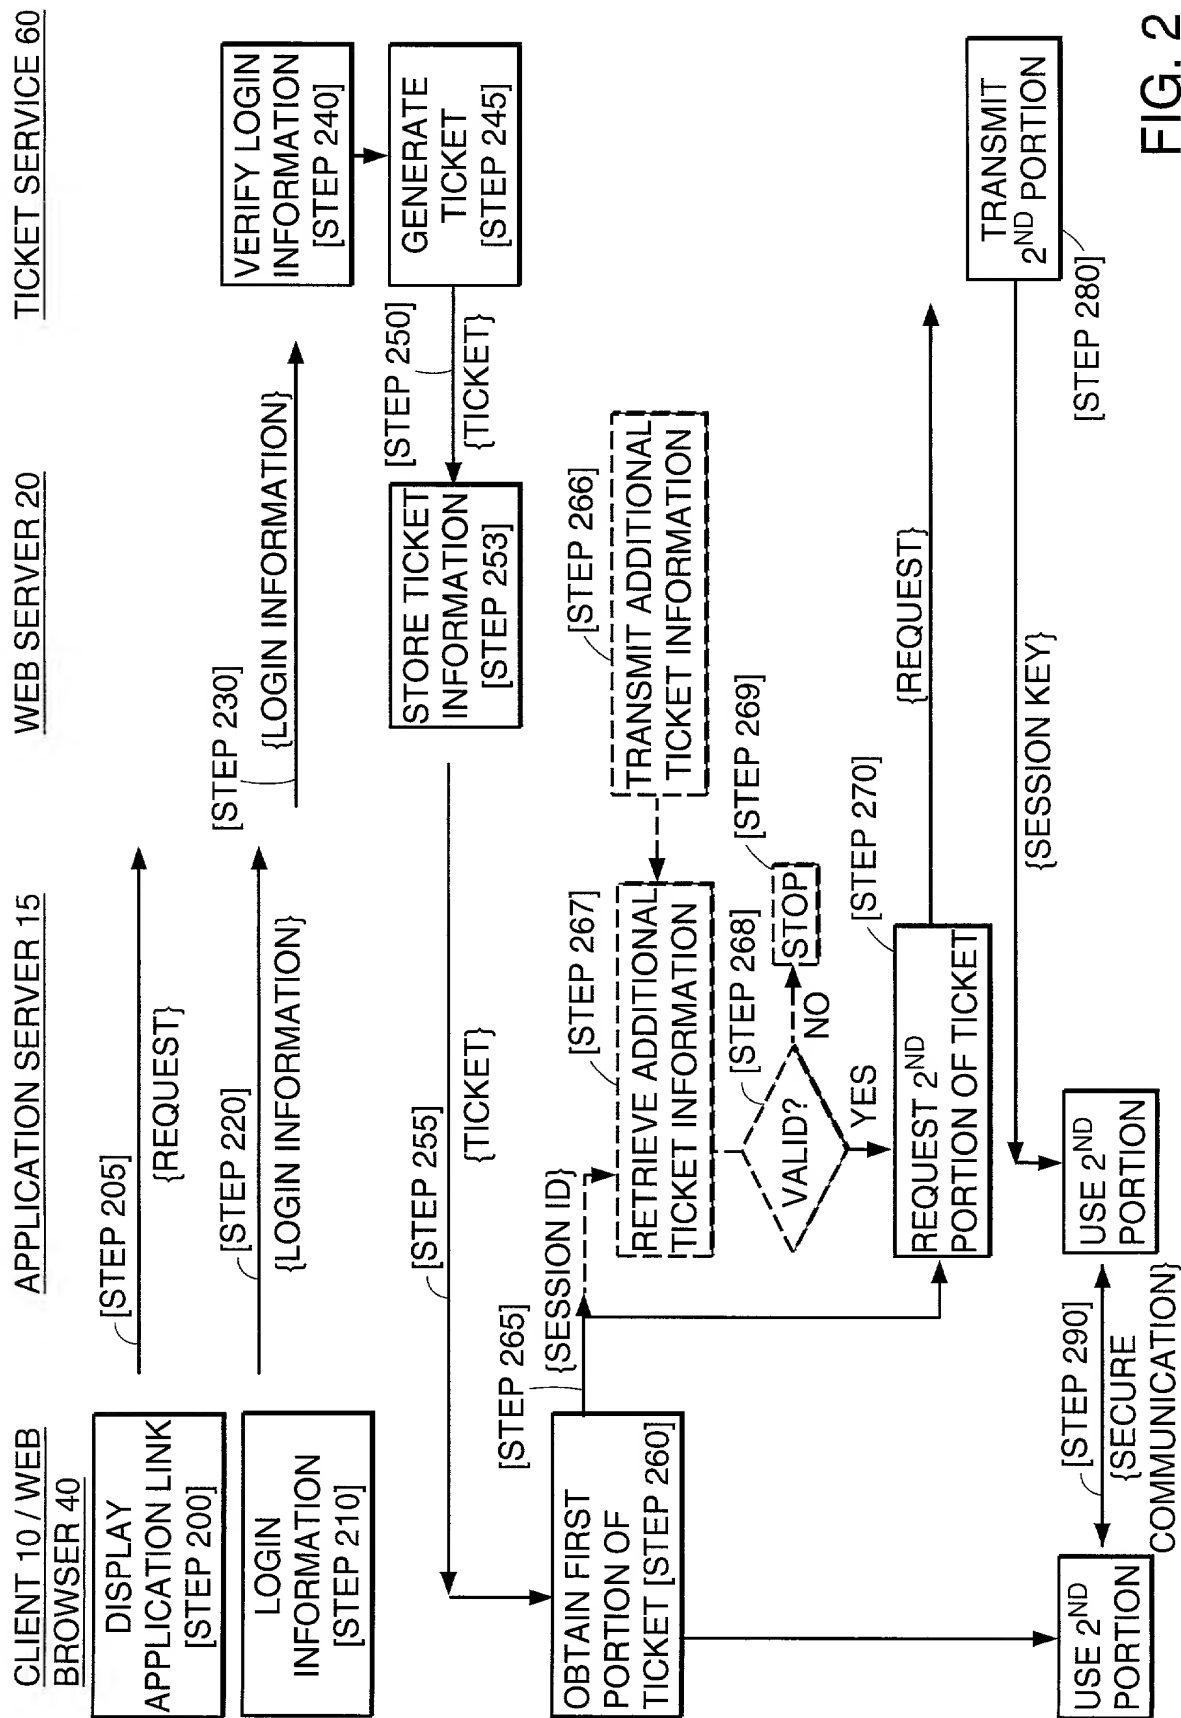 CLIENT 10 / WEB
BROWSER 40
APPLICATION SERVER 15
WEB SERVER 20
TICKET SERVICE 60
DISPLAY
APPLICATION LINK
[STEP 200]
[STEP 205]
{REQUEST}
LOGIN
INFORMATION
[STEP 210]
[STEP 220]
{LOGIN INFORMATION}
[STEP 230]
{LOGIN INFORMATION}
VERIFY LOGIN
INFORMATION
[STEP 240]
GENERATE
TICKET
[STEP 245]
[STEP 250]
{TICKET}
STORE TICKET
INFORMATION
[STEP 253]
[STEP 255]
{TICKET}
OBTAIN FIRST
PORTION OF
TICKET [STEP 260]
[STEP 265]
{SESSION ID}
[STEP 266]
TRANSMIT ADDITIONAL
TICKET INFORMATION
[STEP 267]
RETRIEVE ADDITIONAL
TICKET INFORMATION
[STEP 268]
VALID?
NO
[STEP 269]
STOP
YES
[STEP 270]
REQUEST 2ND
PORTION OF TICKET
{REQUEST}
TRANSMIT
2ND PORTION
[STEP 280]
{SESSION KEY}
USE 2ND
PORTION
[STEP 290]
{SECURE
COMMUNICATION}
USE 2ND
PORTION
FIG. 2